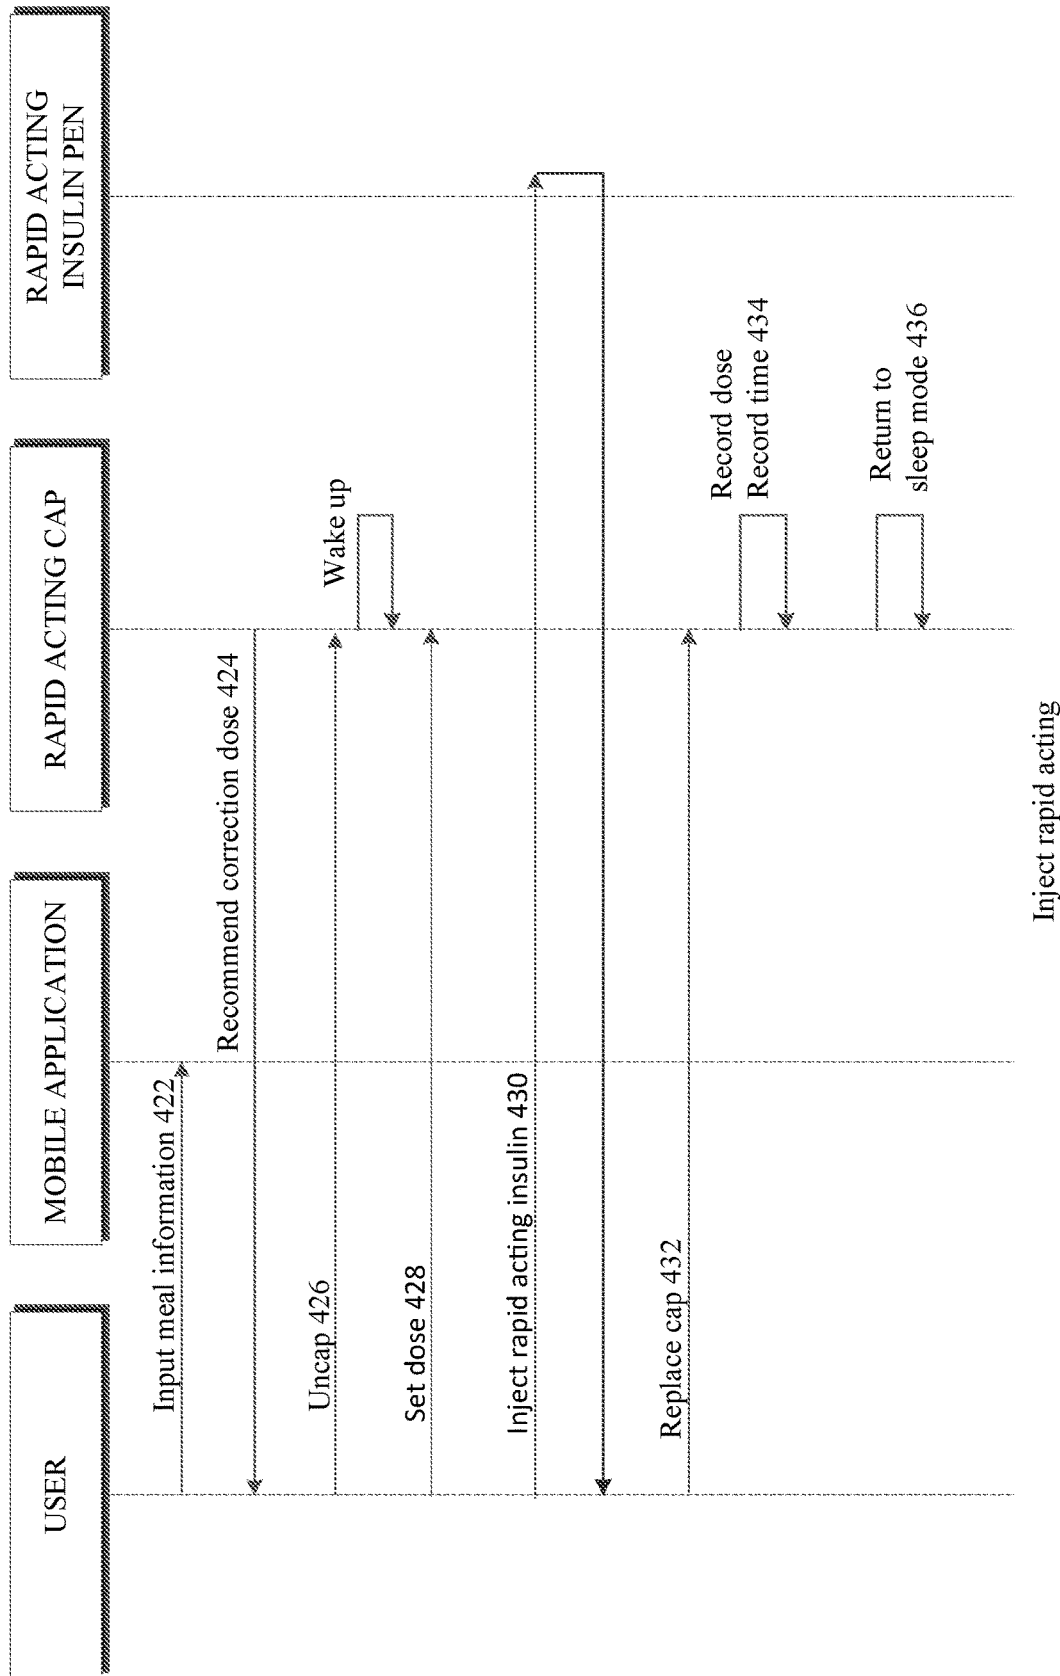 USER
MOBILE APPLICATION
RAPID ACTING CAP
RAPID ACTING
INSULIN PEN
Input meal information 422
Recommend correction dose 424
Uncap 426
Wake up
Set dose 428
Inject rapid acting insulin 430
Replace cap 432
Record dose
Record time 434
Return to
sleep mode 436
Inject rapid acting